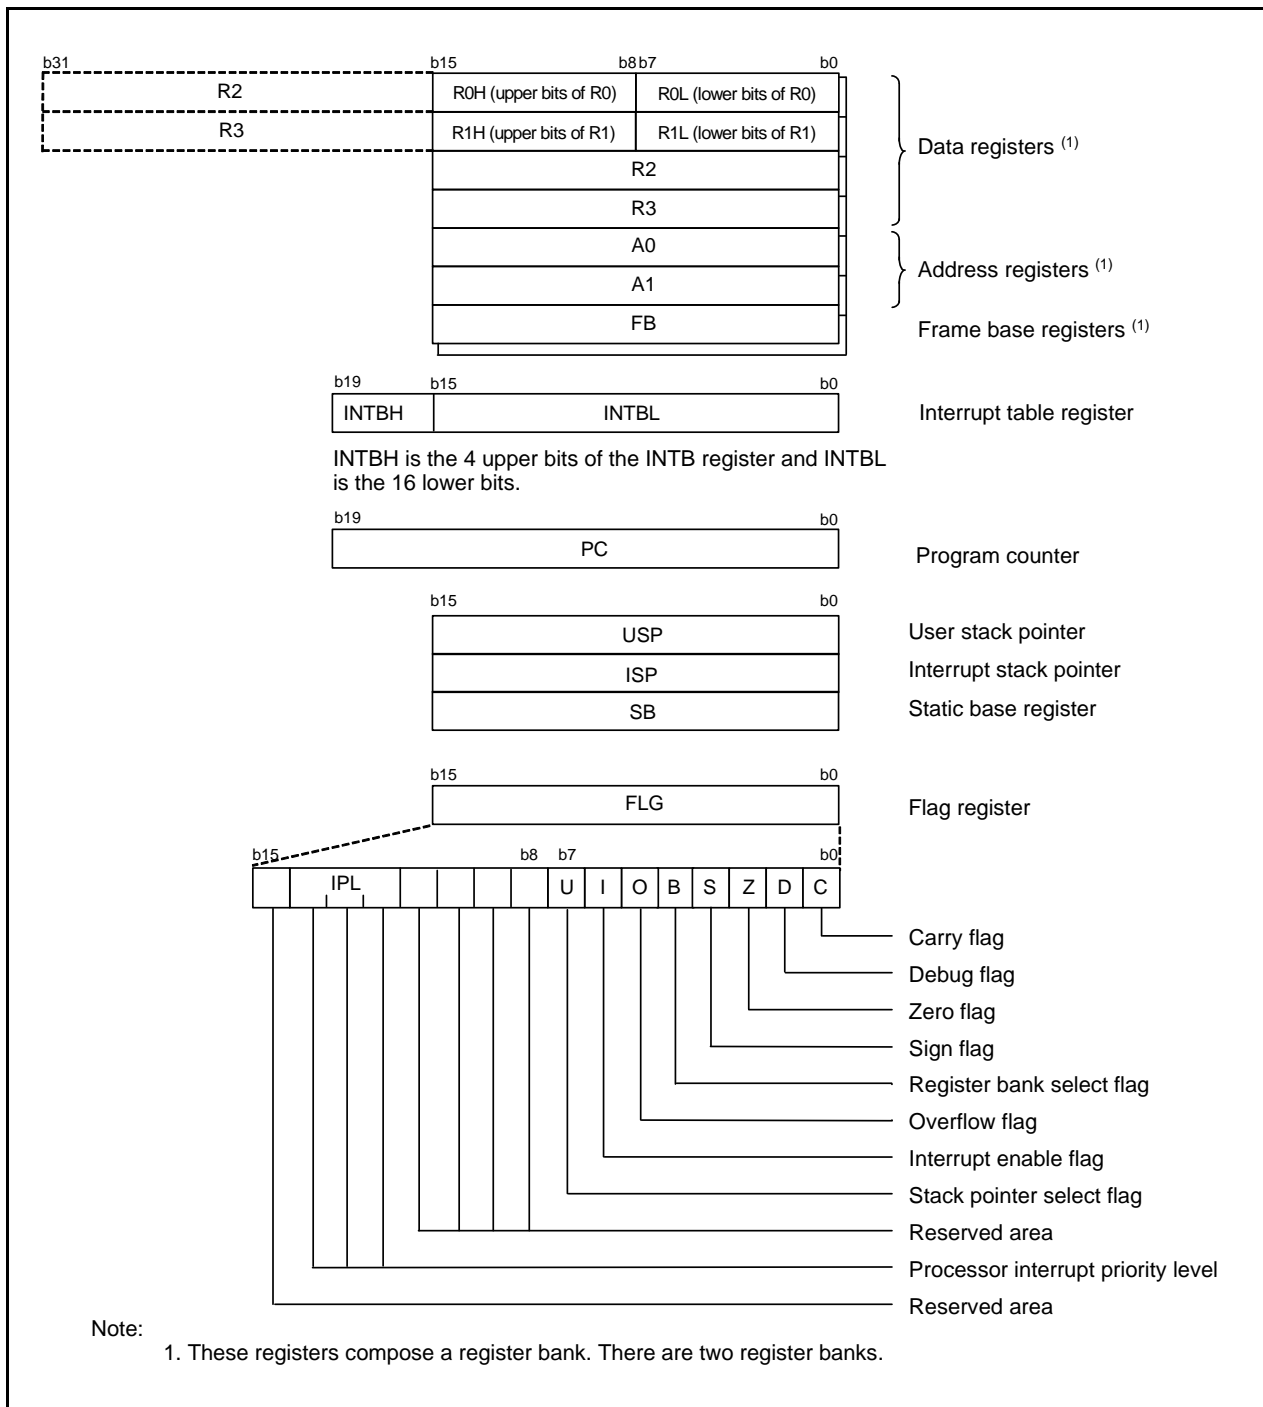 b31 b15 b8 b7 b0
R2 R0H (upper bits of R0) R0L (lower bits of R0)
R3 R1H (upper bits of R1) R1L (lower bits of R1)
Data registers (1)
R2
R3
A0
Address registers (1)
A1
FB
Frame base registers (1)
b19 b15 b0
INTBH INTBL Interrupt table register
INTBH is the 4 upper bits of the INTB register and INTBL
is the 16 lower bits.
b19 b0
PC Program counter
b15 b0
USP User stack pointer
ISP Interrupt stack pointer
SB Static base register
b15 b0
FLG Flag register
b15 b8 b7 b0
IPL U I O B S Z D C
Carry flag
Debug flag
Zero flag
Sign flag
Register bank select flag
Overflow flag
Interrupt enable flag
Stack pointer select flag
Reserved area
Processor interrupt priority level
Reserved area
Note:
1. These registers compose a register bank. There are two register banks.